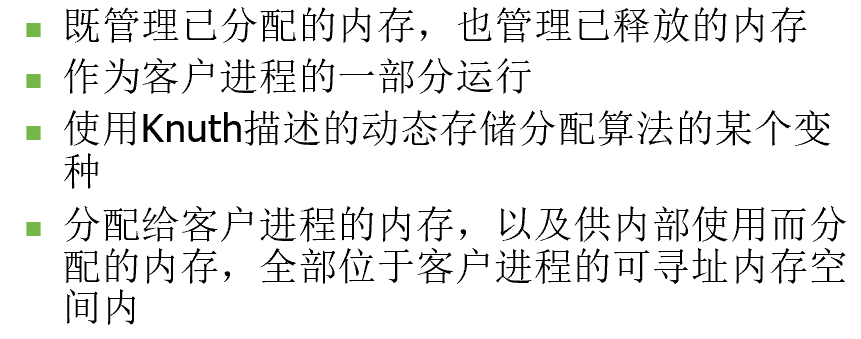 既管理已分配的内存，也管理已释放的内存
作为客户进程的一部分运行
使用Knuth描述的动态存储分配算法的某个变
种
分配给客户进程的内存，以及供内部使用而分
配的内存，全部位于客户进程的可寻址内存空
间内